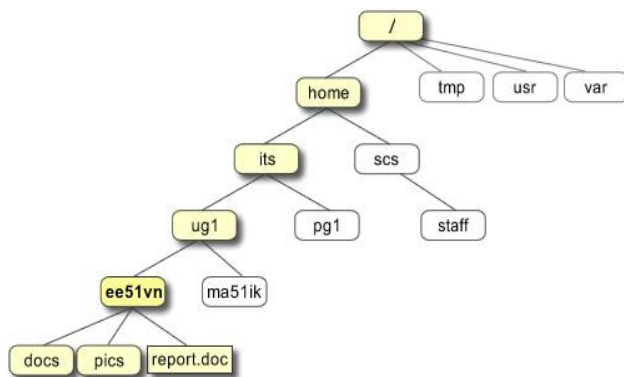 /
home tmp usr var
its scs
ug1 pg1 staff
ee51vn ma51ik
docs pics report.doc